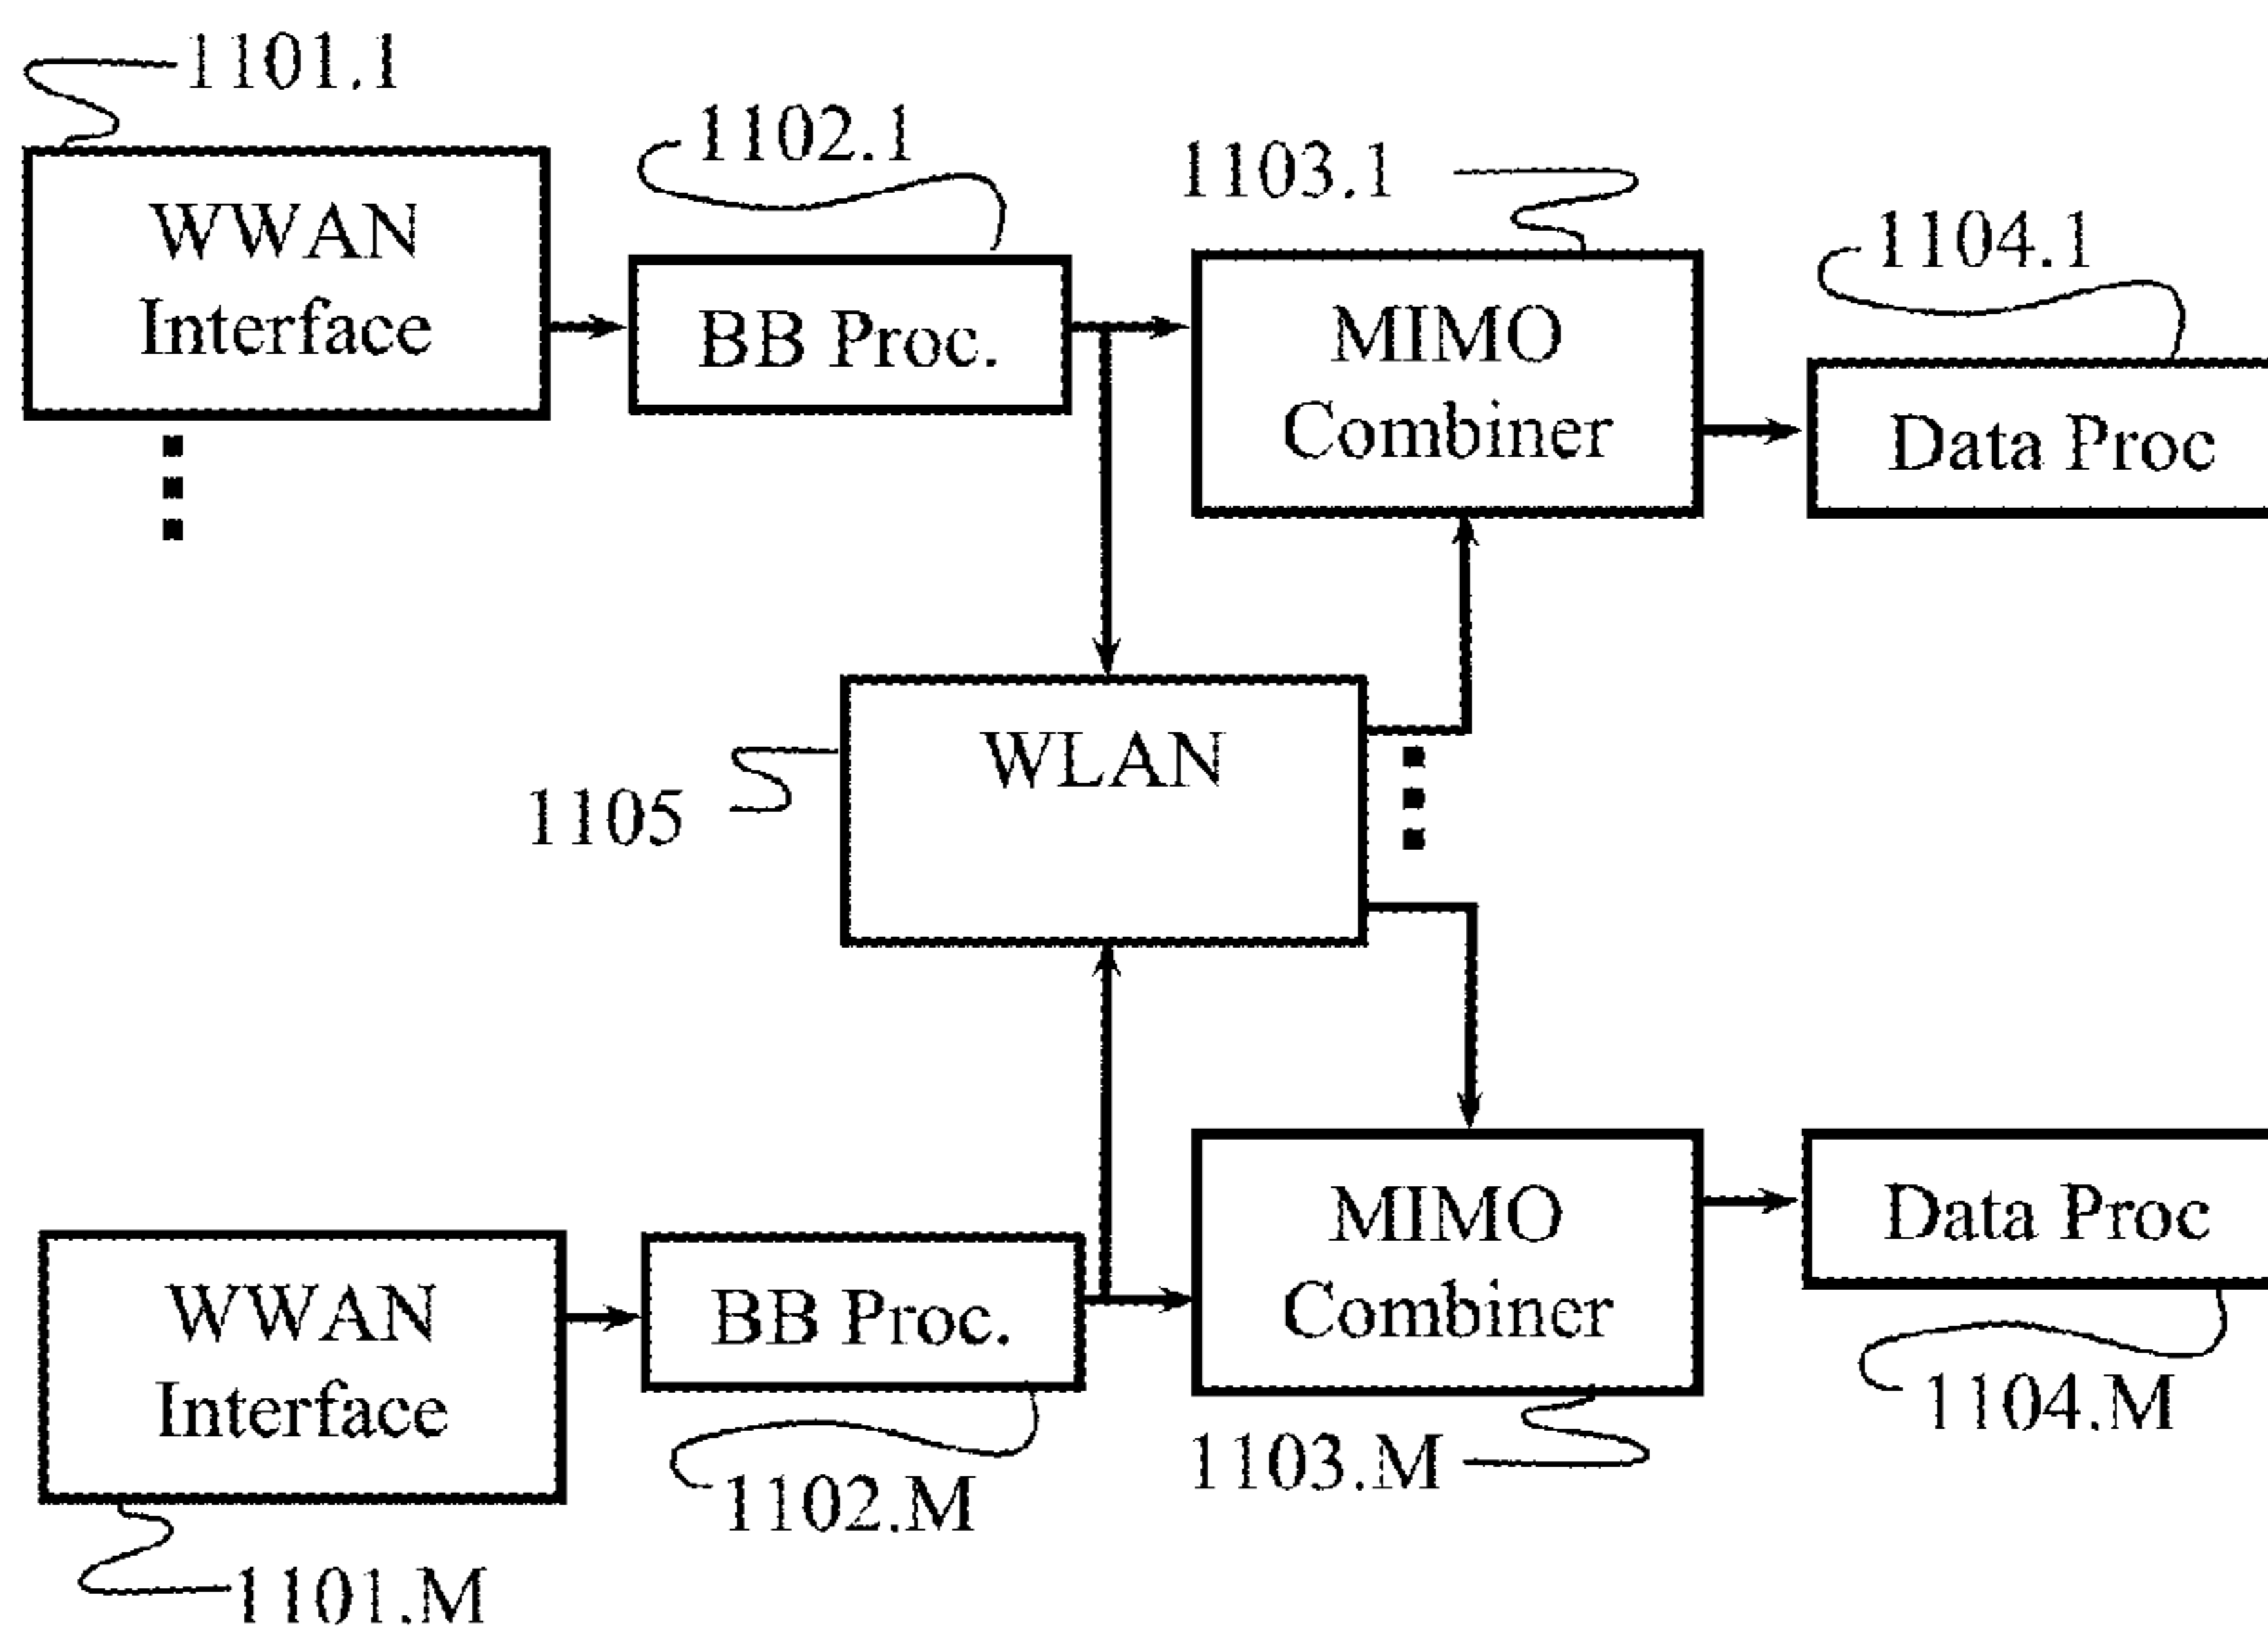 1101.1
1102.1
1103.1
1104.1
WWAN
Interface
BB Proc.
MIMO
Combiner
Data Proc
WLAN
1105
WWAN
Interface
BB Proc.
MIMO
Combiner
Data Proc
1101.M
1102.M
1103.M
1104.M